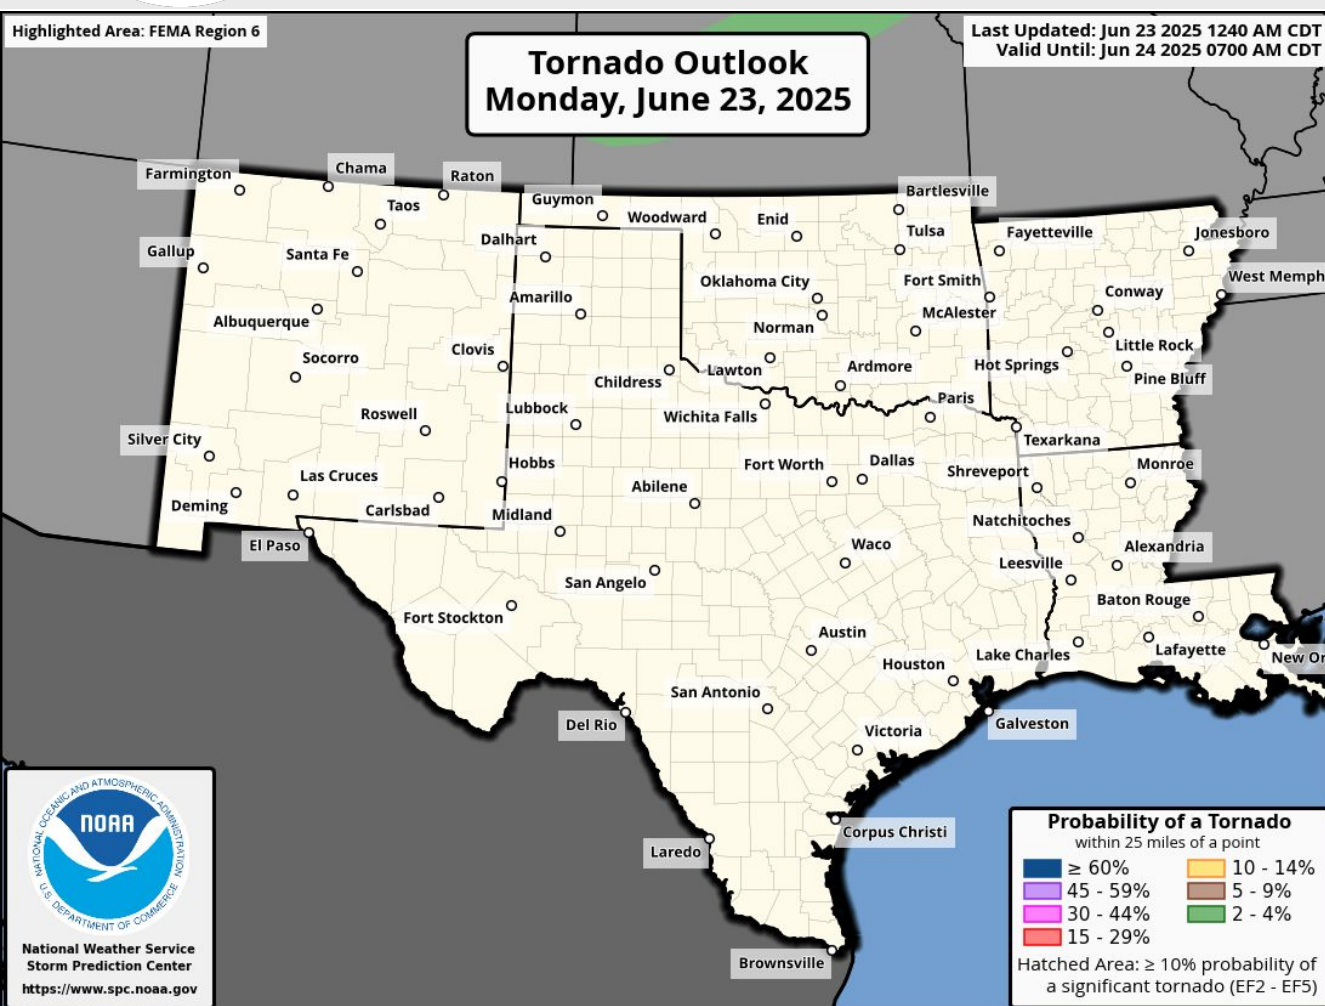 Highlighted Area: FEMA Region 6
Last Updated: Jun 23 2025 1240 AM CDT
Valid Until: Jun 24 2025 0700 AM CDT
Tornado Outlook
Monday, June 23, 2025
Farmington
Chama
Raton
Taos
Guymon
Woodward
Enid
Bartlesville
Tulsa
Fayetteville
Jonesboro
Gallup
Santa Fe
Dalhart
Oklahoma City
Fort Smith
West Memph
Amarillo
Conway
Albuquerque
Norman
McAlester
Little Rock
Socorro
Clovis
Childress
Lawton
Ardmore
Hot Springs
Pine Bluff
Roswell
Lubbock
Wichita Falls
Paris
Texarkana
Silver City
Las Cruces
Hobbs
Fort Worth
Dallas
Shreveport
Monroe
Deming
Carlsbad
Abilene
Midland
Natchitoches
El Paso
Waco
Alexandria
San Angelo
Leesville
Fort Stockton
Baton Rouge
Austin
Lake Charles
Lafayette
New Or
Houston
San Antonio
Del Rio
Galveston
Victoria
Corpus Christi
Laredo
Brownsville
NATIONAL OCEANIC AND ATMOSPHERIC ADMINISTRATION
NOAA
U.S. DEPARTMENT OF COMMERCE
National Weather Service
Storm Prediction Center
https://www.spc.noaa.gov
Probability of a Tornado
within 25 miles of a point
≥ 60%
10 - 14%
45 - 59%
5 - 9%
30 - 44%
2 - 4%
15 - 29%
Hatched Area: ≥ 10% probability of
a significant tornado (EF2 - EF5)